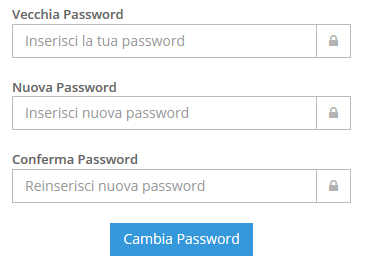 Vecchia Password
Inserisci la tua password
Nuova Password
Inserisci nuova password
Conferma Password
Reinserisci nuova password
Cambia Password